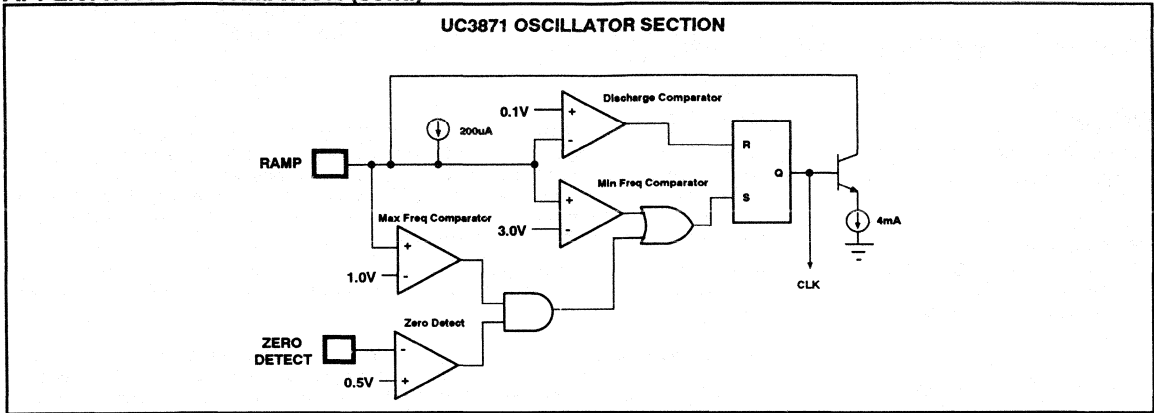 UC3871 OSCILLATOR SECTION
Discharge Comparator
0.1V
+
-
200uA
R
RAMP
Q
Min Freq Comparator
+
S
Max Freq Comparator
3.0V
-
4mA
+
1.0V
-
CLK
Zero Detect
ZERO
DETECT
-
0.5V
+